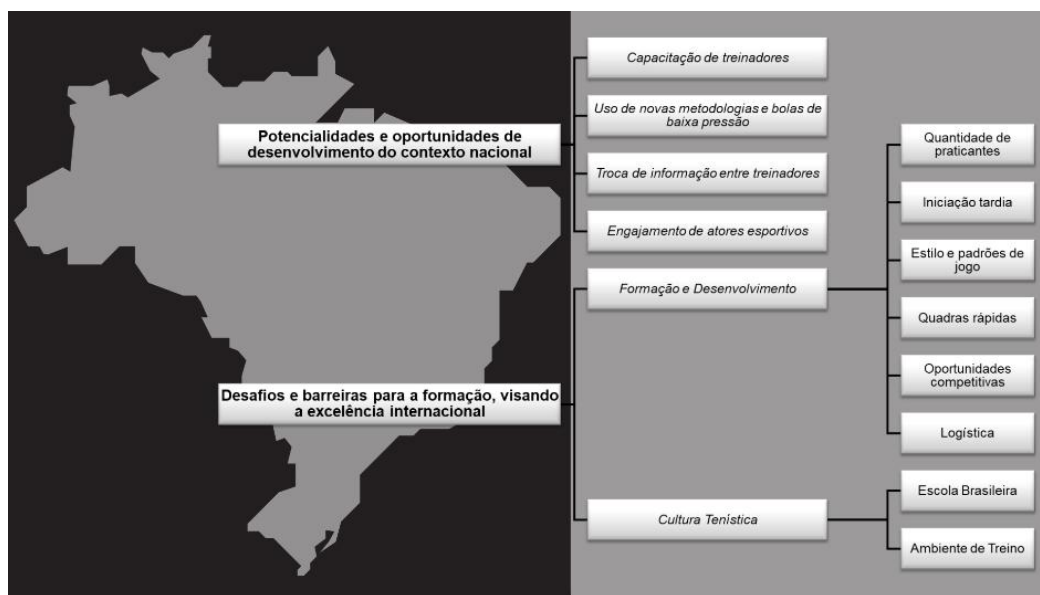 Potencialidades e oportunidades de
desenvolvimento do contexto nacional
Capacitação de treinadores
Uso de novas metodologias e bolas de
baixa pressão
Troca de informação entre treinadores
Engajamento de atores esportivos
Desafios e barreiras para a formação, visando
a excelência internacional
Formação e Desenvolvimento
Quantidade de
praticantes
Iniciação tardia
Estilo e padrões de
jogo
Quadras rápidas
Oportunidades
competitivas
Logística
Cultura Tenística
Escola Brasileira
Ambiente de Treino